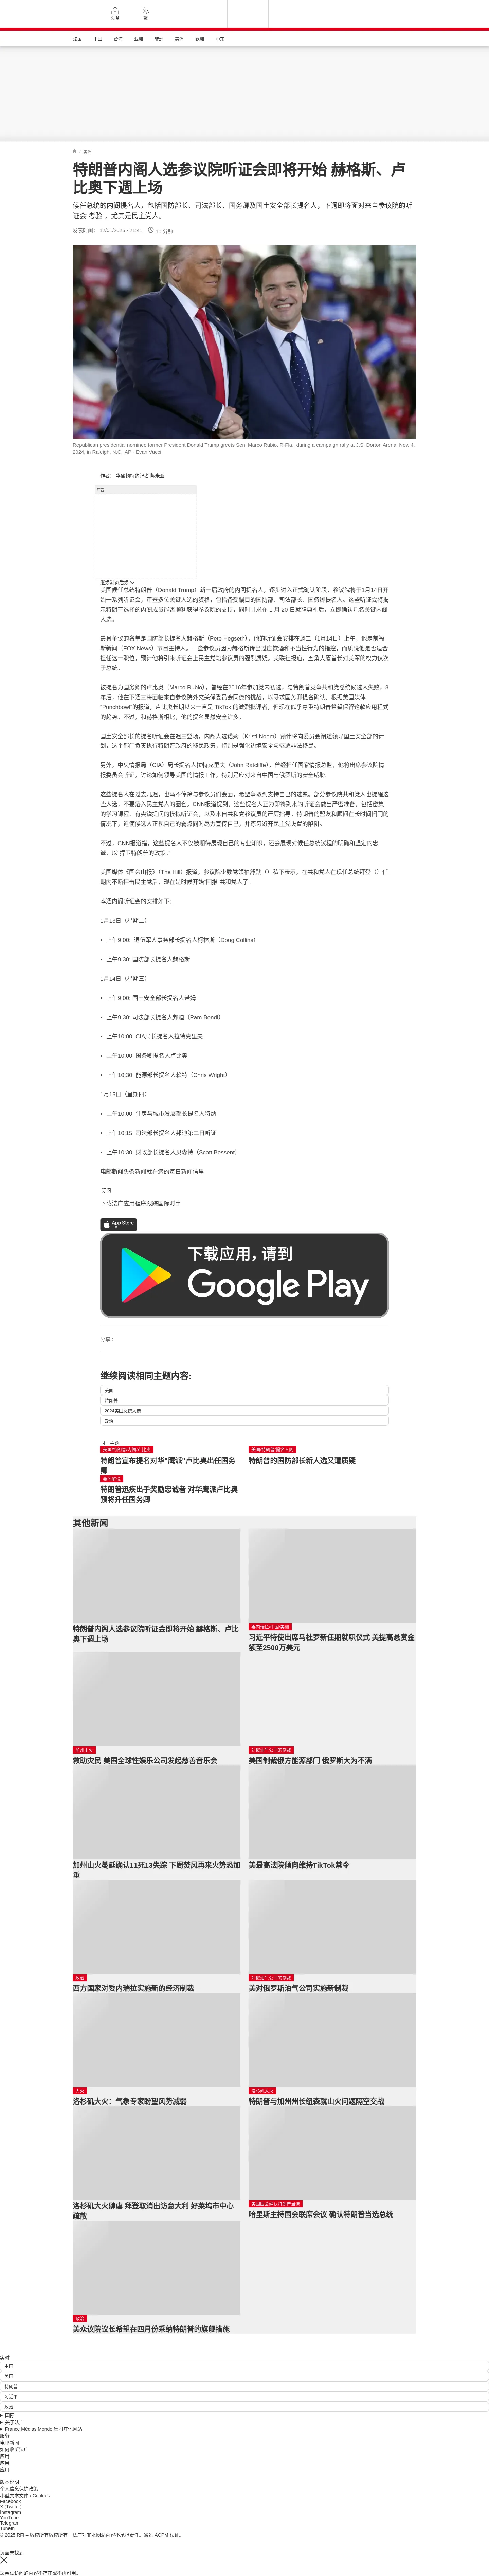 头条
繁
法国
中国
台海
亚洲
非洲
美洲
欧洲
中东
/ 美洲
特朗普内阁人选参议院听证会即将开始 赫格斯、卢比奥下週上场
候任总统的内阁提名人，包括国防部长、司法部长、国务卿及国土安全部长提名人，下週即将面对来自参议院的听证会“考验”，尤其是民主党人。
发表时间： 12/01/2025 - 21:41
10 分钟
Republican presidential nominee former President Donald Trump greets Sen. Marco Rubio, R-Fla., during a campaign rally at J.S. Dorton Arena, Nov. 4, 2024, in Raleigh, N.C. AP - Evan Vucci
作者： 华盛顿特约记者 陈米亚
广告
继续浏览后续
美国候任总统特朗普（Donald Trump）新一届政府的内阁提名人，逐步进入正式确认阶段。参议院将于1月14日开始一系列听证会，审查多位关键人选的资格，包括备受瞩目的国防部、司法部长、国务卿提名人。这些听证会将揭示特朗普选择的内阁成员能否顺利获得参议院的支持，同时寻求在 1 月 20 日就职典礼后，立即确认几名关键内阁人选。
最具争议的名单是国防部长提名人赫格斯（Pete Hegseth）。他的听证会安排在週二（1月14日）上午，他是前福斯新闻（FOX News）节目主持人。一些参议员因为赫格斯传出过度饮酒和不当性行为的指控，而质疑他是否适合担任这一职位，预计他将引来听证会上民主党籍参议员的强烈质疑。美联社报道，五角大厦首长对美军的权力仅次于总统。
被提名为国务卿的卢比奥（Marco Rubio），曾经在2016年参加党内初选，与特朗普竞争共和党总统候选人失败。8年后，他在下週三将面临来自参议院外交关係委员会同僚的挑战，以寻求国务卿提名确认。根据美国媒体“Punchbowl”的报道，卢比奥长期以来一直是 TikTok 的激烈批评者，但现在似乎尊重特朗普希望保留这款应用程式的趋势。不过，和赫格斯相比，他的提名显然安全许多。
国土安全部长的提名听证会在週三登场，内阁人选诺姆（Kristi Noem）预计将向委员会阐述领导国土安全部的计划，这个部门负责执行特朗普政府的移民政策，特别是强化边境安全与驱逐非法移民。
另外，中央情报局（CIA）局长提名人拉特克里夫（John Ratcliffe），曾经担任国家情报总监，他将出席参议院情报委员会听证，讨论如何领导美国的情报工作，特别是应对来自中国与俄罗斯的安全威胁。
这些提名人在过去几週，也马不停蹄与参议员们会面，希望争取到支持自己的选票。部分参议院共和党人也提醒这些人选，不要落入民主党人的圈套。CNN报道提到，这些提名人正为即将到来的听证会做出严密准备，包括密集的学习课程、有尖锐提问的模拟听证会，以及来自共和党参议员的严厉指导。特朗普的盟友和顾问在长时间闭门的情况下，迫使候选人正视自己的弱点同时尽力宣传自己，并练习避开民主党设置的陷阱。
不过，CNN报道指，这些提名人不仅被期待展现自己的专业知识，还会展现对候任总统议程的明确和坚定的忠诚，以“捍卫特朗普的政策。”
美国媒体《国会山报》（The Hill）报道，参议院少数党领袖舒默（）私下表示，在共和党人在现任总统拜登（）任期内不断抨击民主党后，现在是时候开始“回报”共和党人了。
本週内阁听证会的安排如下：
1月13日（星期二）
• 上午9:00: 退伍军人事务部长提名人柯林斯（Doug Collins）
• 上午9:30: 国防部长提名人赫格斯
1月14日（星期三）
• 上午9:00: 国土安全部长提名人诺姆
• 上午9:30: 司法部长提名人邦迪（Pam Bondi）
• 上午10:00: CIA局长提名人拉特克里夫
• 上午10:00: 国务卿提名人卢比奥
• 上午10:30: 能源部长提名人赖特（Chris Wright）
1月15日（星期四）
• 上午10:00: 住房与城市发展部长提名人特纳
• 上午10:15: 司法部长提名人邦迪第二日听证
• 上午10:30: 财政部长提名人贝森特（Scott Bessent）
电邮新闻头条新闻就在您的每日新闻信里
订阅
下载法广应用程序跟踪国际时事
App Store
下载
下载应用，请到
Google Play
分享 :
继续阅读相同主题内容:
美国
特朗普
2024美国总统大选
政治
同一主题
美国/特朗普/内阁/卢比奥
特朗普宣布提名对华“鹰派”卢比奥出任国务卿
美国/特朗普/提名人商
特朗普的国防部长新人选又遭质疑
要闻解读
特朗普迅疾出手奖励忠诚者 对华鹰派卢比奥预将升任国务卿
其他新闻
特朗普内阁人选参议院听证会即将开始 赫格斯、卢比奥下週上场
委内瑞拉/中国/美洲
习近平特使出席马杜罗新任期就职仪式 美提高悬赏金额至2500万美元
加州山火
救助灾民 美国全球性娱乐公司发起慈善音乐会
对俄油气公司的制裁
美国制裁俄方能源部门 俄罗斯大为不满
加州山火蔓延确认11死13失踪 下周焚风再来火势恐加重
美最高法院倾向维持TikTok禁令
政治
西方国家对委内瑞拉实施新的经济制裁
对俄油气公司的制裁
美对俄罗斯油气公司实施新制裁
大火
洛杉矶大火：气象专家盼望风势减弱
洛杉矶大火
特朗普与加州州长纽森就山火问题隔空交战
洛杉矶大火肆虐 拜登取消出访意大利 好莱坞市中心疏散
美国国会确认特朗普当选
哈里斯主持国会联席会议 确认特朗普当选总统
政治
美众议院议长希望在四月份采纳特朗普的旗舰措施
实时
中国
美国
特朗普
习近平
政治
国际
关于法广
France Médias Monde 集团其他网站
服务
电邮新闻
如何收听法广
应用
应用
应用
版本说明
个人信息保护政策
小型文本文件 / Cookies
Facebook
X (Twitter)
Instagram
YouTube
Telegram
TuneIn
© 2025 RFI – 版权所有版权所有。法广对非本网站内容不承担责任。通过 ACPM 认证。
页面未找到
您尝试访问的内容不存在或不再可用。